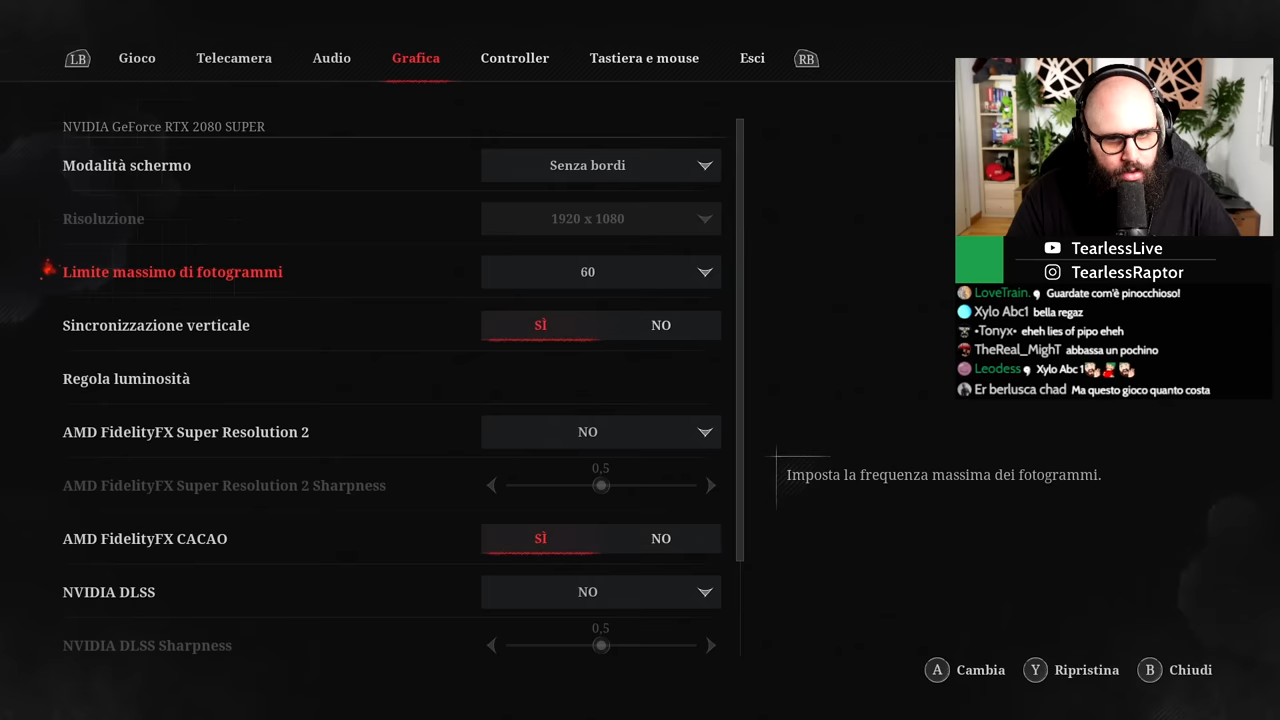 LB Gioco Telecamera Audio Grafica Controller Tastiera e mouse Esci RB
NVIDIA GeForce RTX 2080 SUPER
Modalità schermo Senza bordi
Risoluzione 1920 x 1080
Limite massimo di fotogrammi 60
Sincronizzazione verticale SÌ NO
Regola luminosità
AMD FidelityFX Super Resolution 2 NO
0,5
AMD FidelityFX Super Resolution 2 Sharpness
AMD FidelityFX CACAO SÌ NO
NVIDIA DLSS NO
0,5
NVIDIA DLSS Sharpness
TearlessLive
TearlessRaptor
LoveTrain. Guardate com'è pinocchioso!
Xylo Abc1 bella regaz
•Tonyx• eheh lies of pipo eheh
TheReal_MighT abbassa un pochino
Leodess Xylo Abc 1
Er berlusca chad Ma questo gioco quanto costa
Imposta la frequenza massima dei fotogrammi.
A Cambia Y Ripristina B Chiudi